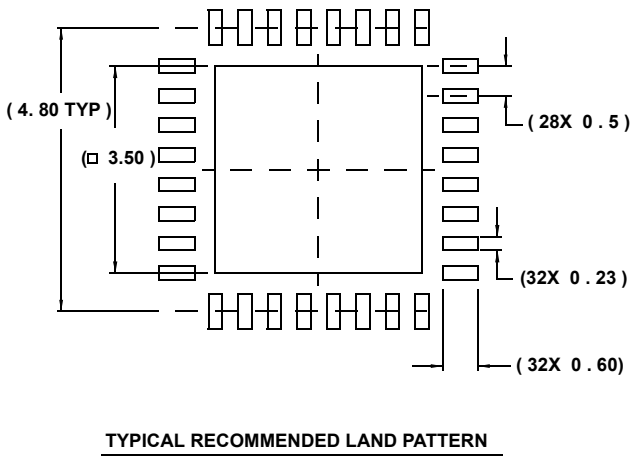 ( 4. 80 TYP )
( 28X 0 . 5 )
(□ 3.50 )
(32X 0 . 23 )
( 32X 0 . 60)
TYPICAL RECOMMENDED LAND PATTERN